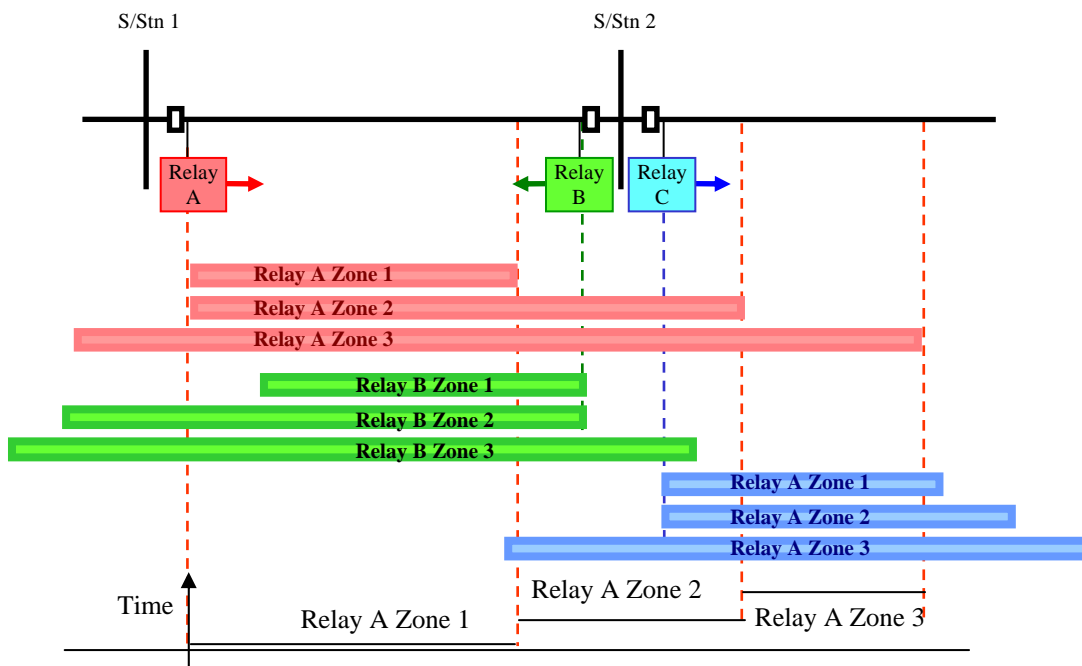 S/Stn 1
S/Stn 2
Relay
A
Relay
B
Relay
C
Relay A Zone 1
Relay A Zone 2
Relay A Zone 3
Relay B Zone 1
Relay B Zone 2
Relay B Zone 3
Relay A Zone 1
Relay A Zone 2
Relay A Zone 3
Time
Relay A Zone 1
Relay A Zone 2
Relay A Zone 3